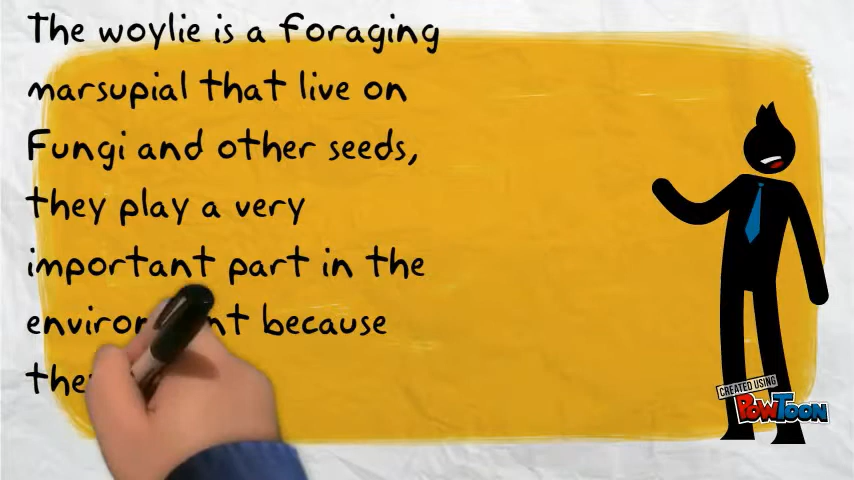 The woylie is a foraging
marsupial that live on
Fungi and other seeds,
they play a very
important part in the
because
CREATED USING
POWTOON